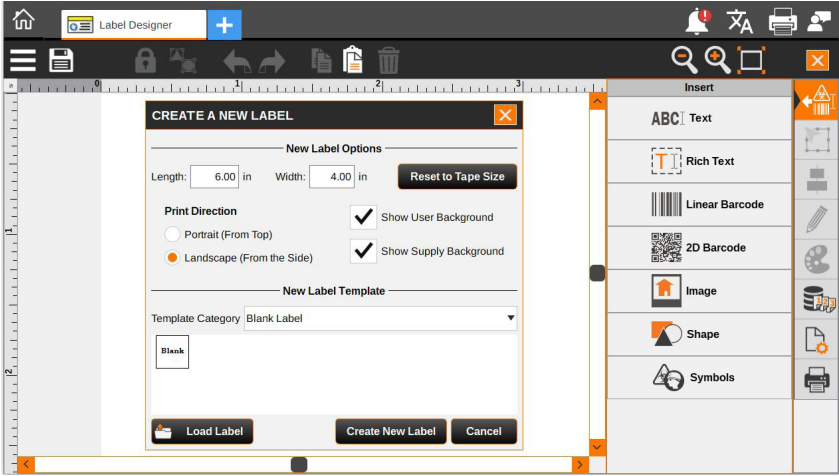 Label Designer
in
0 1 2 3
Insert
CREATE A NEW LABEL
New Label Options
Length: 6.00 in Width: 4.00 in Reset to Tape Size
Print Direction
Portrait (From Top)
Landscape (From the Side)
Show User Background
Show Supply Background
New Label Template
Template Category Blank Label
Blank
Load Label Create New Label Cancel
1
2
ABC Text
T Rich Text
Linear Barcode
2D Barcode
Image
Shape
Symbols
123